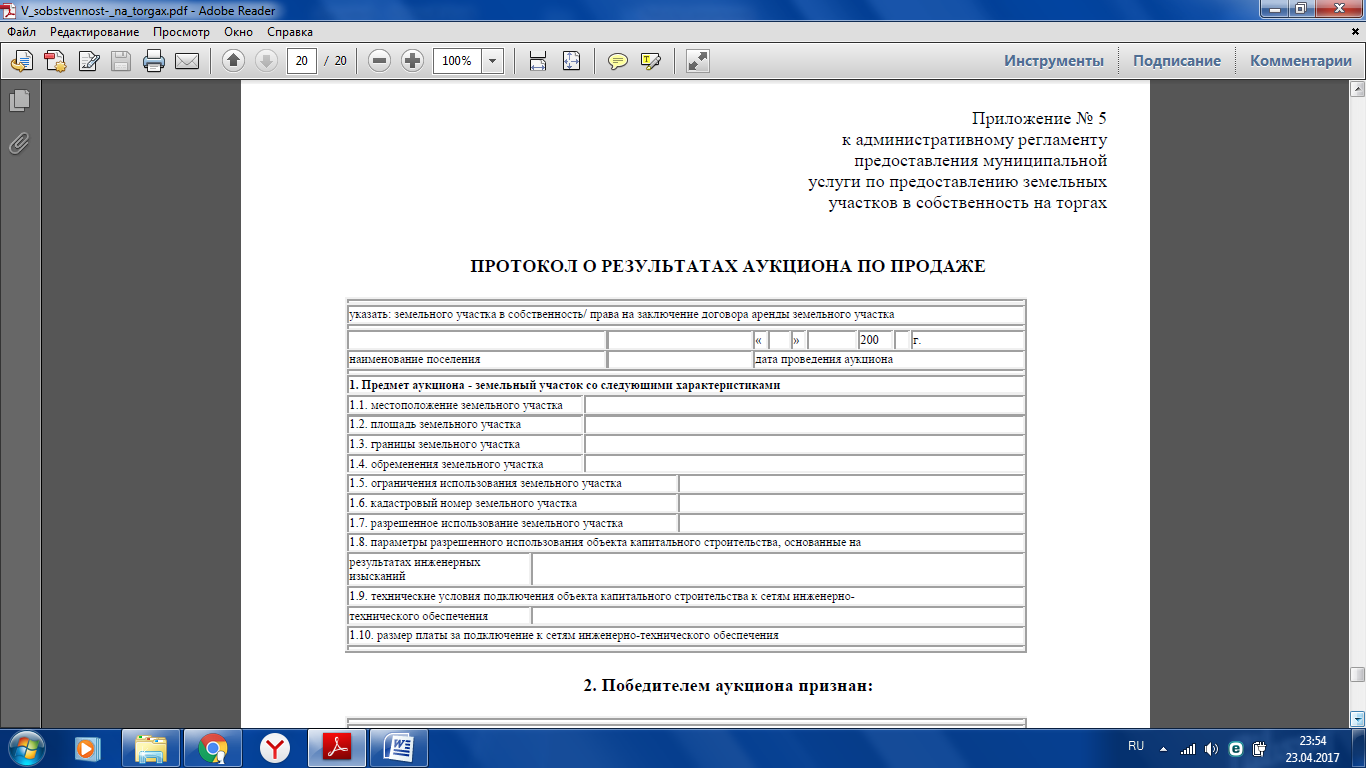 V_sobstvennost-_na_torgax.pdf - Adobe Reader
Файл Редактирование Просмотр Окно Справка
20 / 20 100% Инструменты Подписание Комментарии
Приложение № 5
к административному регламенту
предоставления муниципальной
услуги по предоставлению земельных
участков в собственность на торгах
ПРОТОКОЛ О РЕЗУЛЬТАТАХ АУКЦИОНА ПО ПРОДАЖЕ
указать: земельного участка в собственность/ права на заключение договора аренды земельного участка
« » 200 г.
наименование поселения дата проведения аукциона
1. Предмет аукциона - земельный участок со следующими характеристиками
1.1. местоположение земельного участка
1.2. площадь земельного участка
1.3. границы земельного участка
1.4. обременения земельного участка
1.5. ограничения использования земельного участка
1.6. кадастровый номер земельного участка
1.7. разрешенное использование земельного участка
1.8. параметры разрешенного использования объекта капитального строительства, основанные на
результатах инженерных
изысканий
1.9. технические условия подключения объекта капитального строительства к сетям инженерно-
технического обеспечения
1.10. размер платы за подключение к сетям инженерно-технического обеспечения
2. Победителем аукциона признан:
RU 23:54
23.04.2017